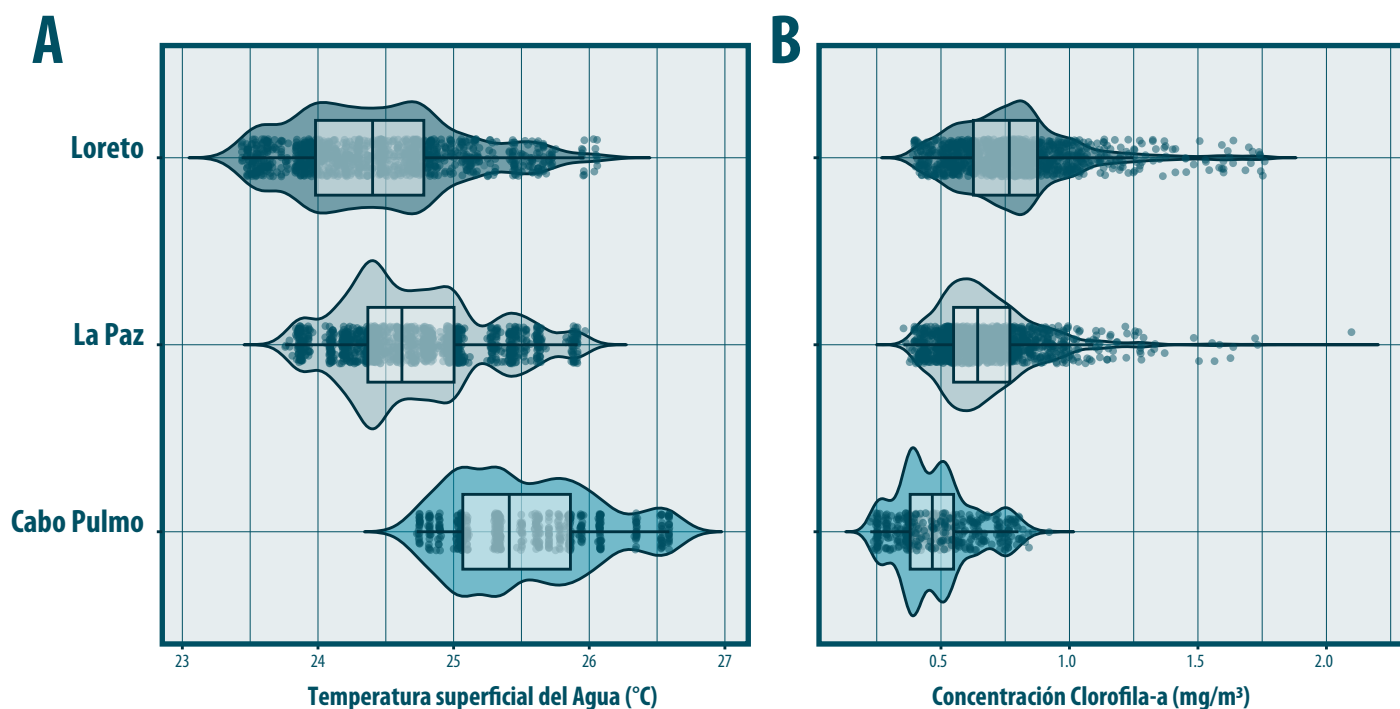 A
B
Loreto
La Paz
Cabo Pulmo
23 24 25 26 27
0.5 1.0 1.5 2.0
Temperatura superficial del Agua (°C)
Concentración Clorofila-a (mg/m³)